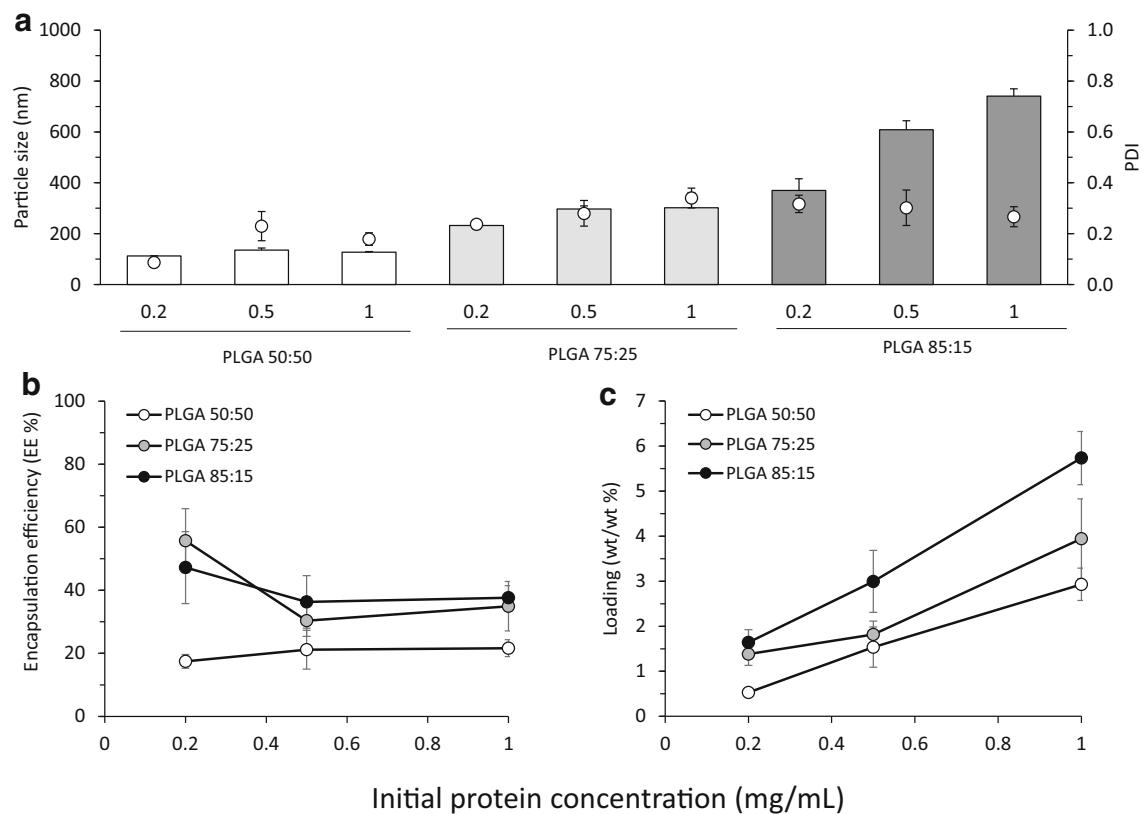 a
1000
800
600
400
200
0
Particle size (nm)
1.0
0.8
0.6
0.4
0.2
0.0
PDI
0.2 0.5 1 0.2 0.5 1 0.2 0.5 1
PLGA 50:50 PLGA 75:25 PLGA 85:15
b
100
80
60
40
20
0
Encapsulation efficiency (EE %)
PLGA 50:50
PLGA 75:25
PLGA 85:15
0 0.2 0.4 0.6 0.8 1
c
7
6
5
4
3
2
1
0
Loading (wt/wt %)
PLGA 50:50
PLGA 75:25
PLGA 85:15
0 0.2 0.4 0.6 0.8 1
Initial protein concentration (mg/mL)